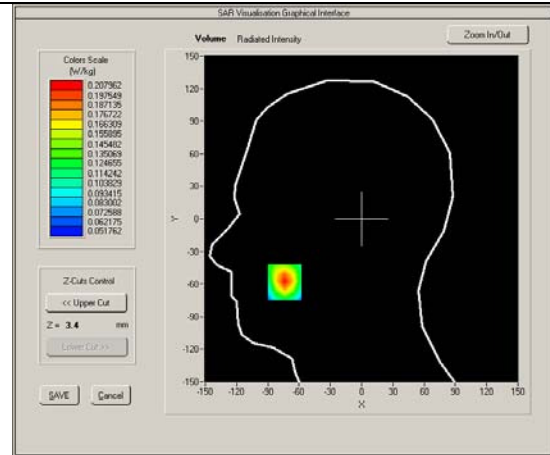 SAR Visualisation Graphical Interface
Volume Radiated Intensity
Zoom In/Out
Colors Scale
(W/kg)
0.207962
0.197549
0.187135
0.176722
0.166309
0.155895
0.145482
0.135069
0.124655
0.114242
0.103829
0.093415
0.083002
0.072588
0.062175
0.051762
150
120
90
60
30
0
-30
-60
-90
-120
-150
Y
-150 -120 -90 -60 -30 0 30 60 90 120 150
X
Z-Cuts Control
<< Upper Cut
Z = 3.4 mm
Lower Cut >>
SAVE Cancel